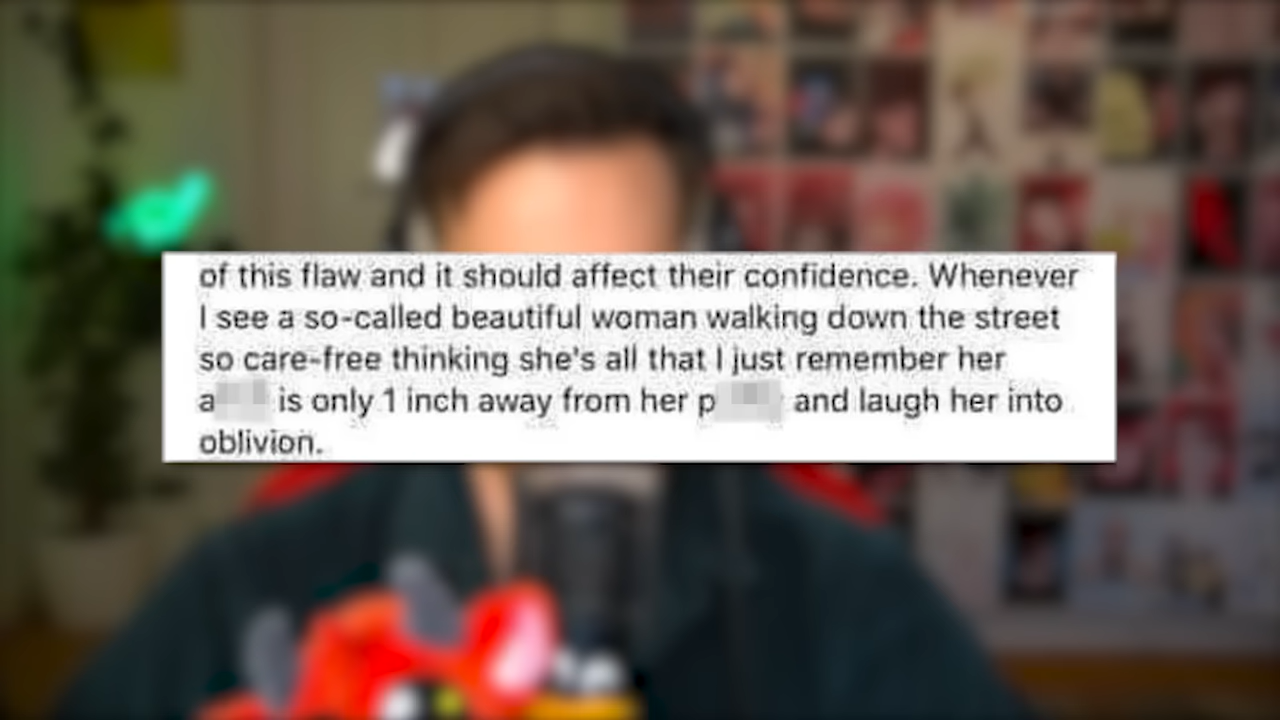 of this flaw and it should affect their confidence. Whenever
I see a so-called beautiful woman walking down the street
so care-free thinking she's all that I just remember her
a is only 1 inch away from her p and laugh her into
oblivion.